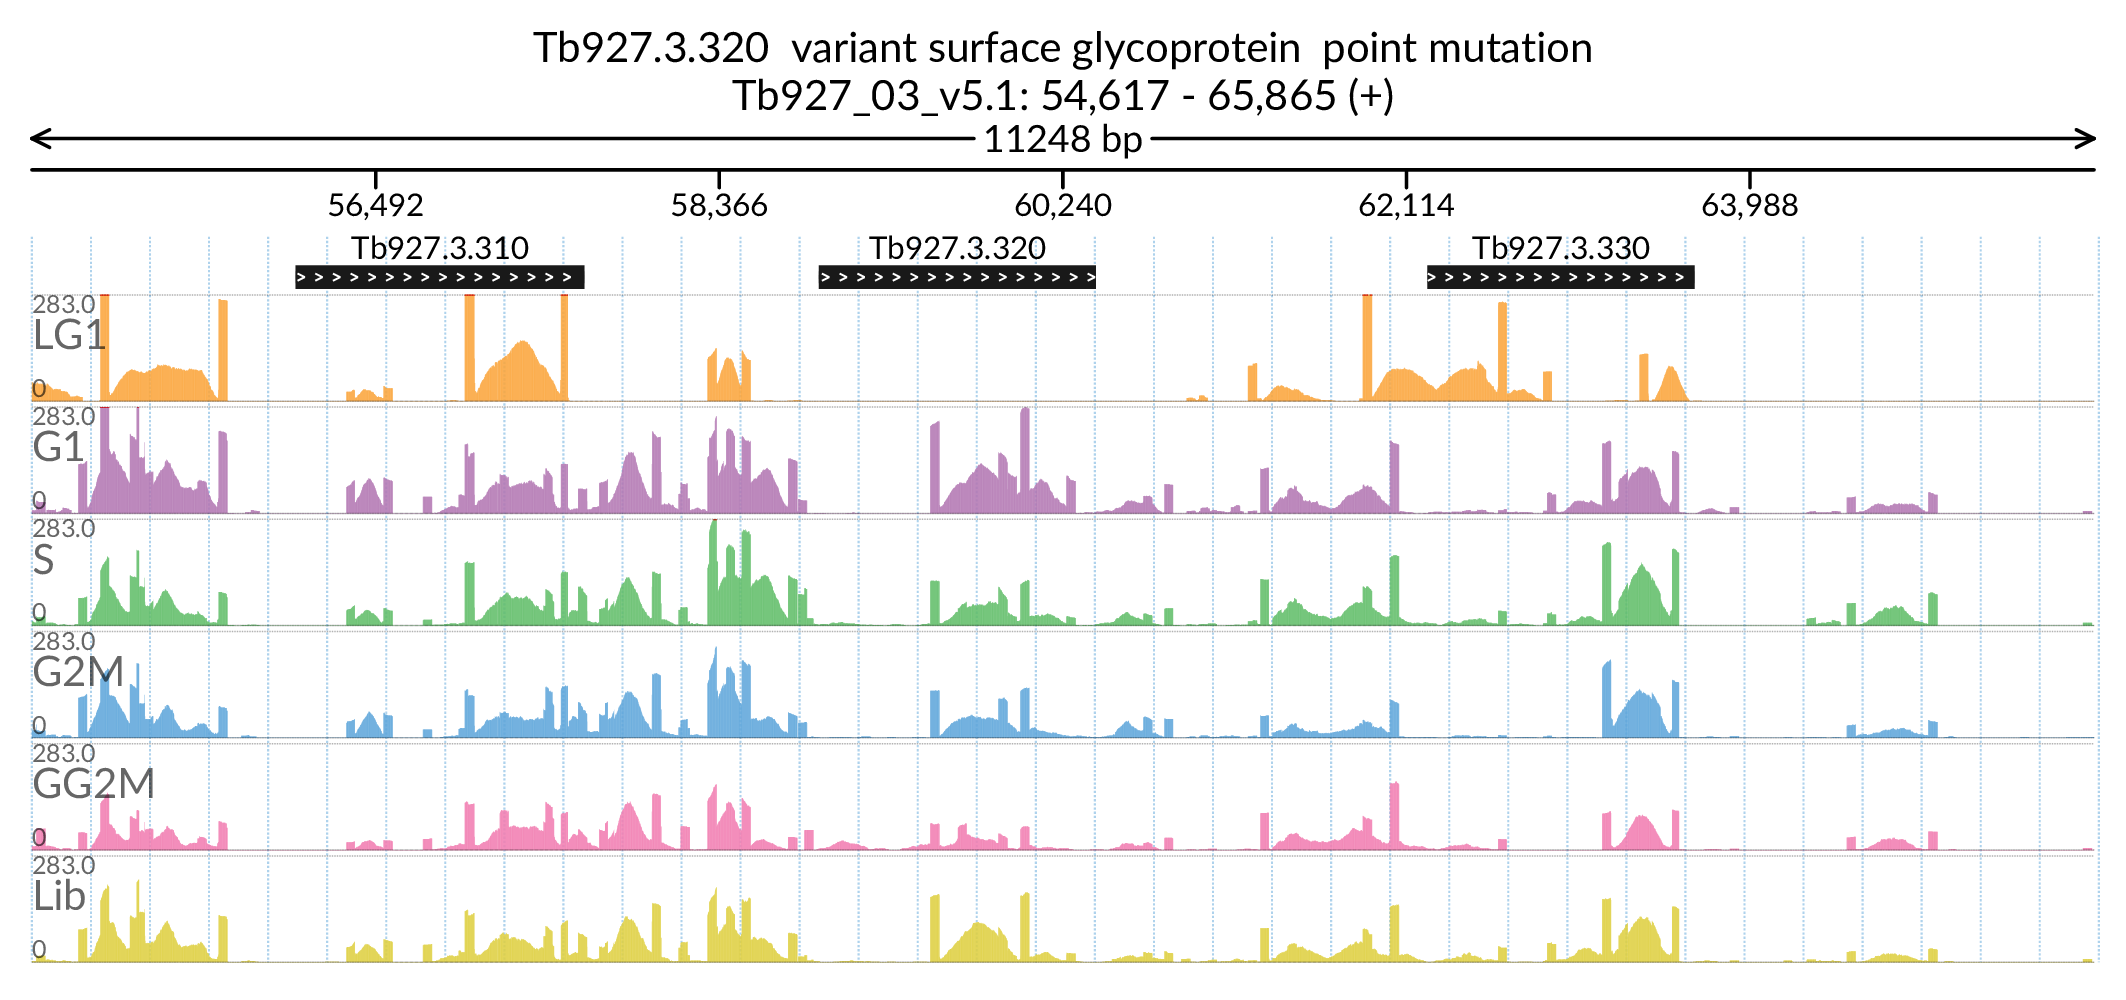 Tb927.3.320  variant surface glycoprotein  point mutation
Tb927_03_v5.1: 54,617 - 65,865 (+)
11248 bp
56,492 58,366 60,240 62,114 63,988
Tb927.3.310 Tb927.3.320 Tb927.3.330
283.0
LG1
0
283.0
G1
0
283.0
S
0
283.0
G2M
0
283.0
GG2M
0
283.0
Lib
0